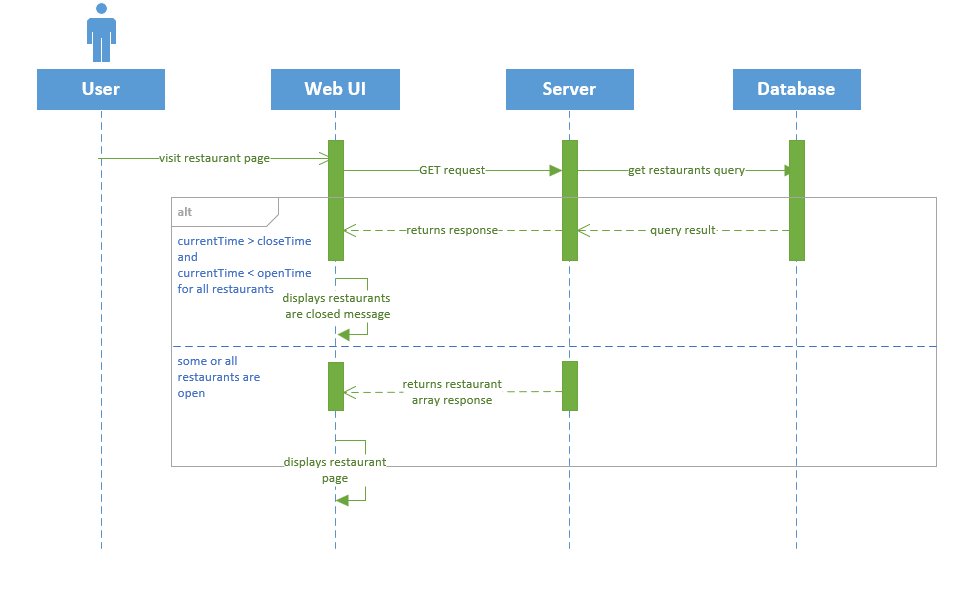 User
Web UI
Server
Database
visit restaurant page
GET request
get restaurants query
alt
returns response
query result
currentTime > closeTime
and
currentTime < openTime
for all restaurants
displays restaurants
are closed message
some or all
restaurants are
open
returns restaurant
array response
displays restaurant
page